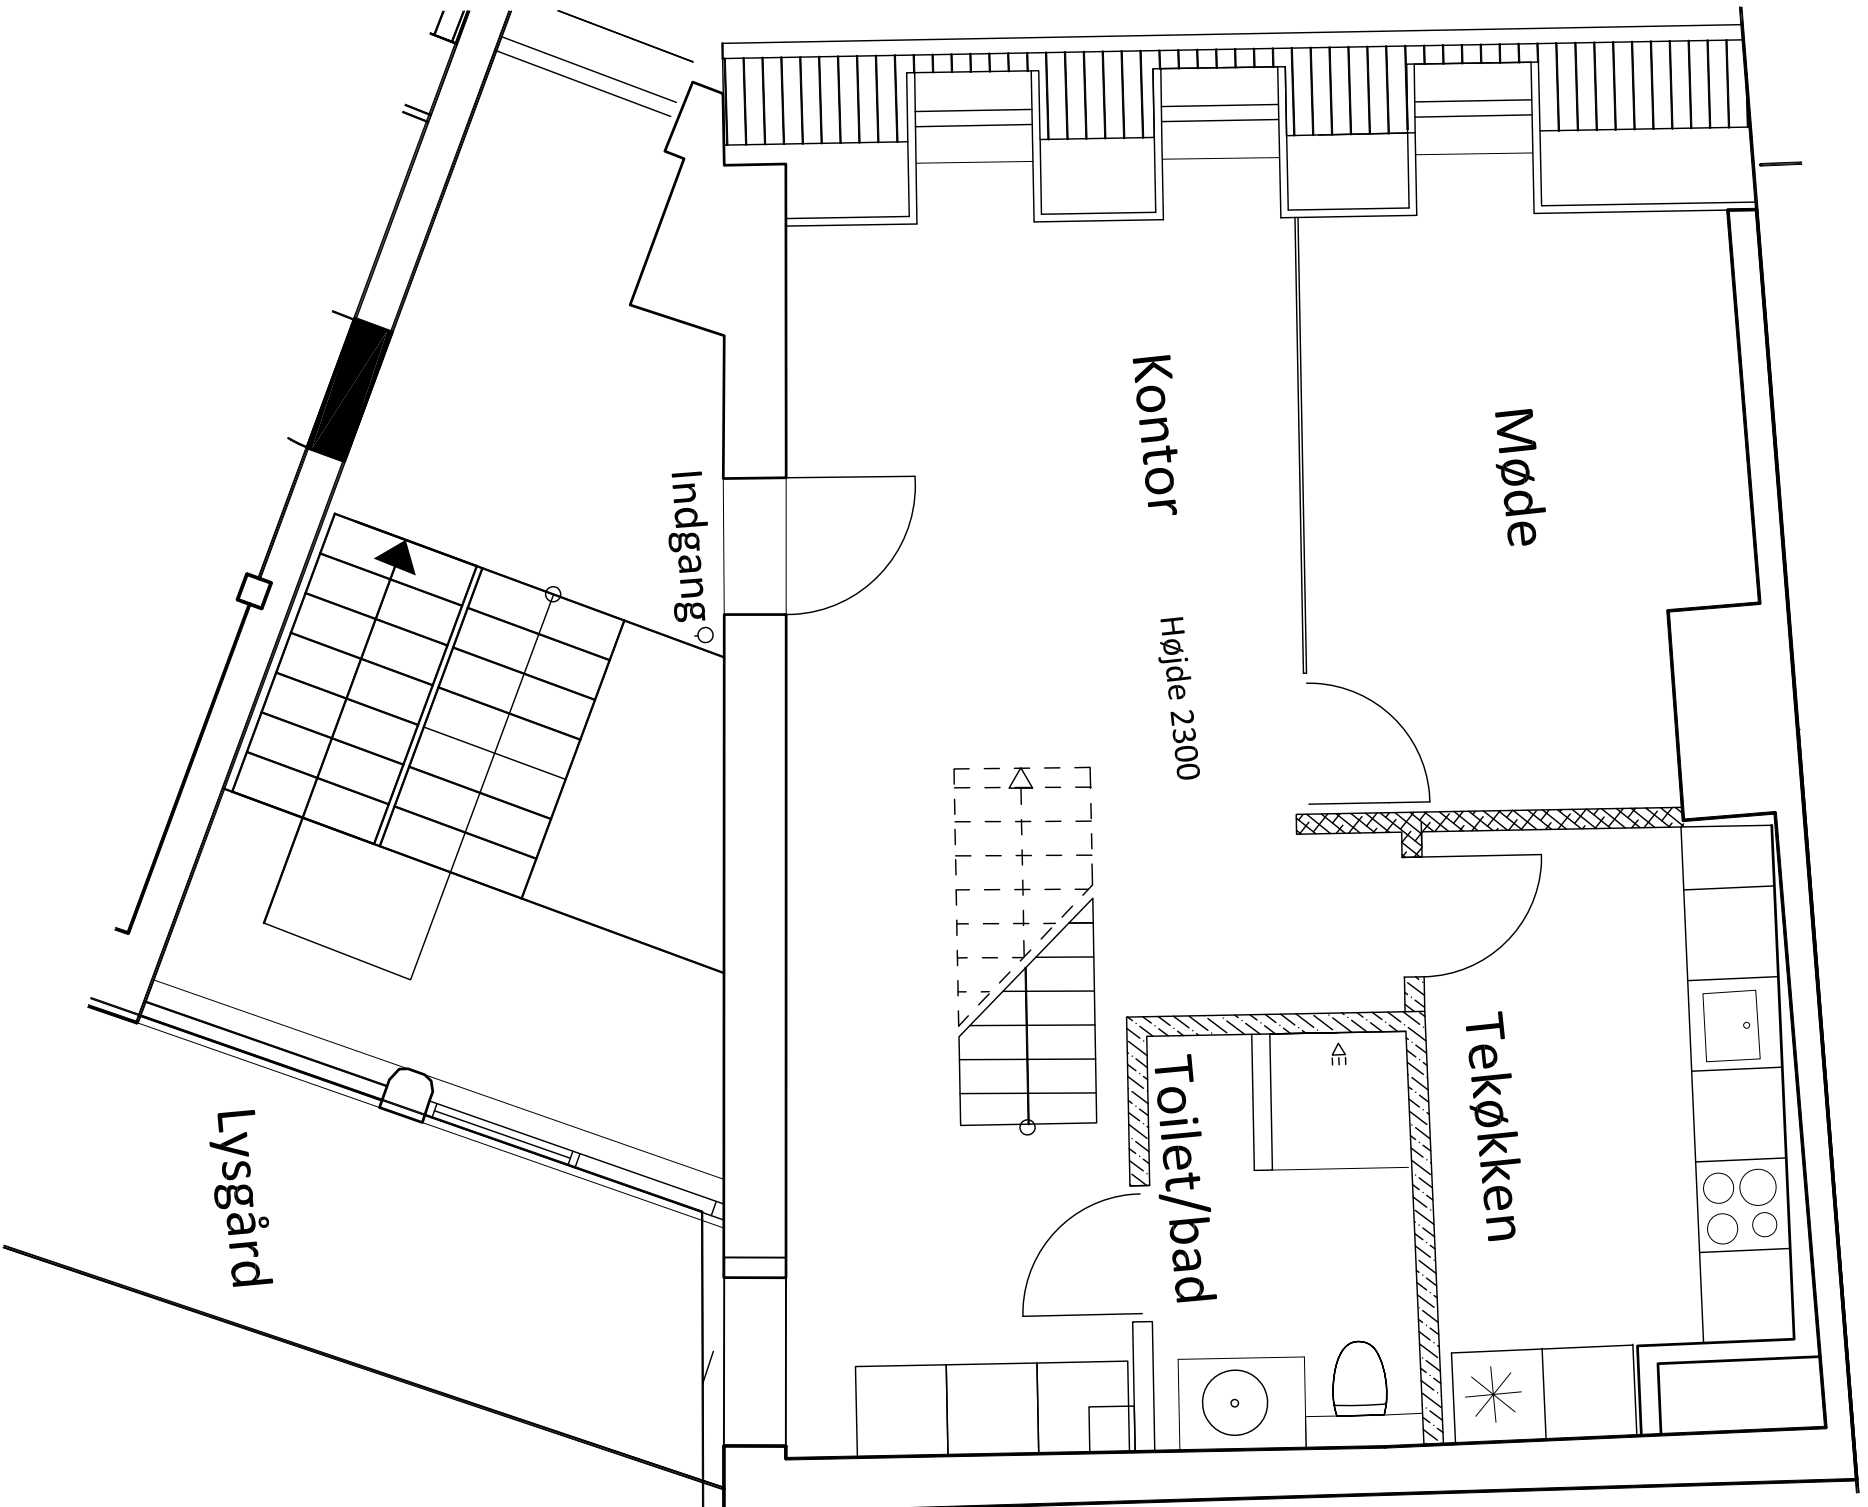 Møde
Kontor
Indgang
Højde 2300
Tekøkken
Toilet/bad
Lysgård